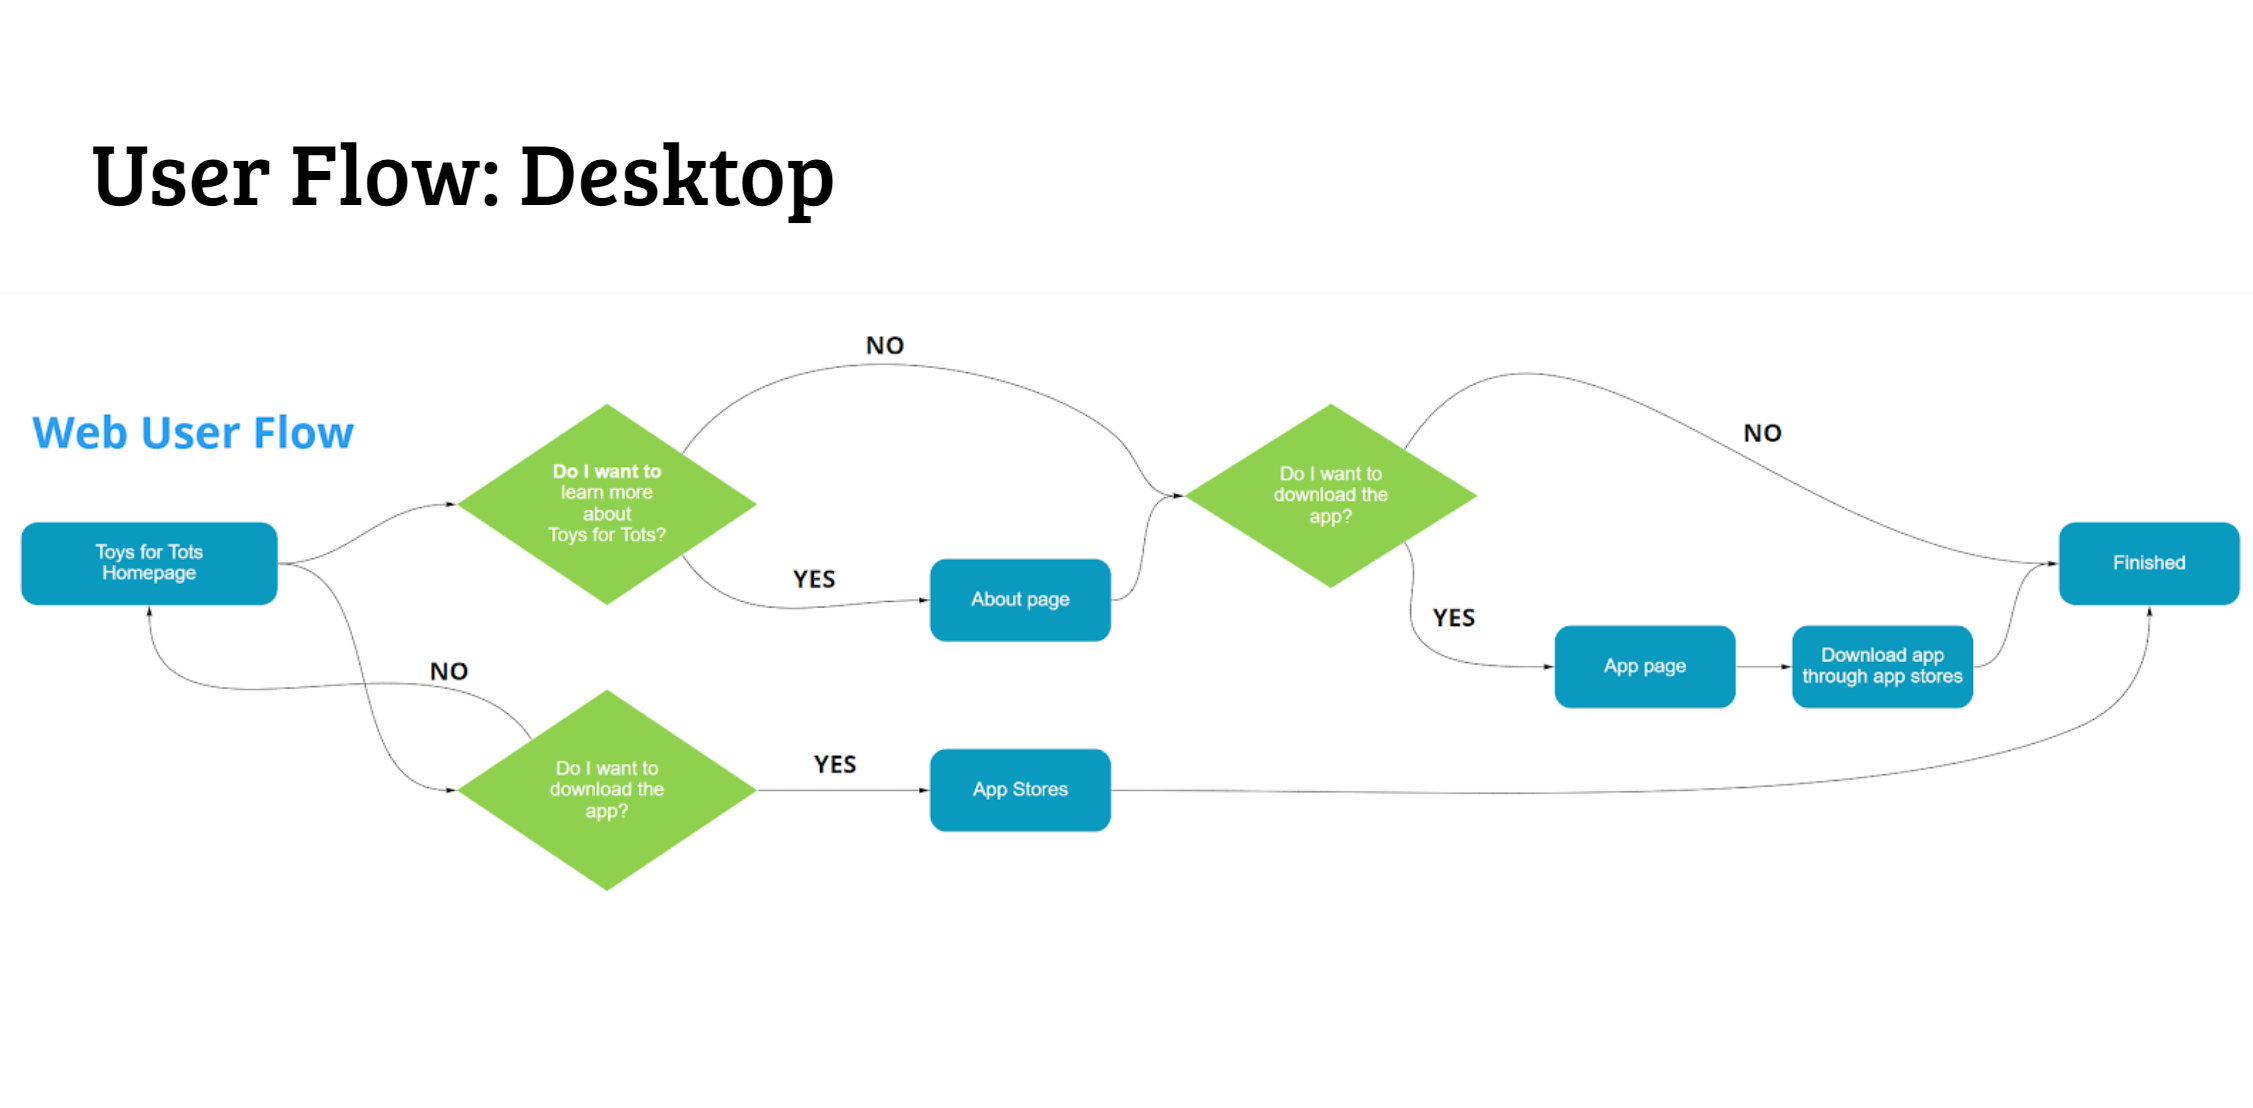 User Flow: Desktop
NO
Web User Flow
NO
Do I want to
learn more
about
Toys for Tots?
Do I want to
download the
app?
Toys for Tots
Homepage
Finished
YES
About page
YES
App page
Download app
through app stores
NO
Do I want to
download the
app?
YES
App Stores